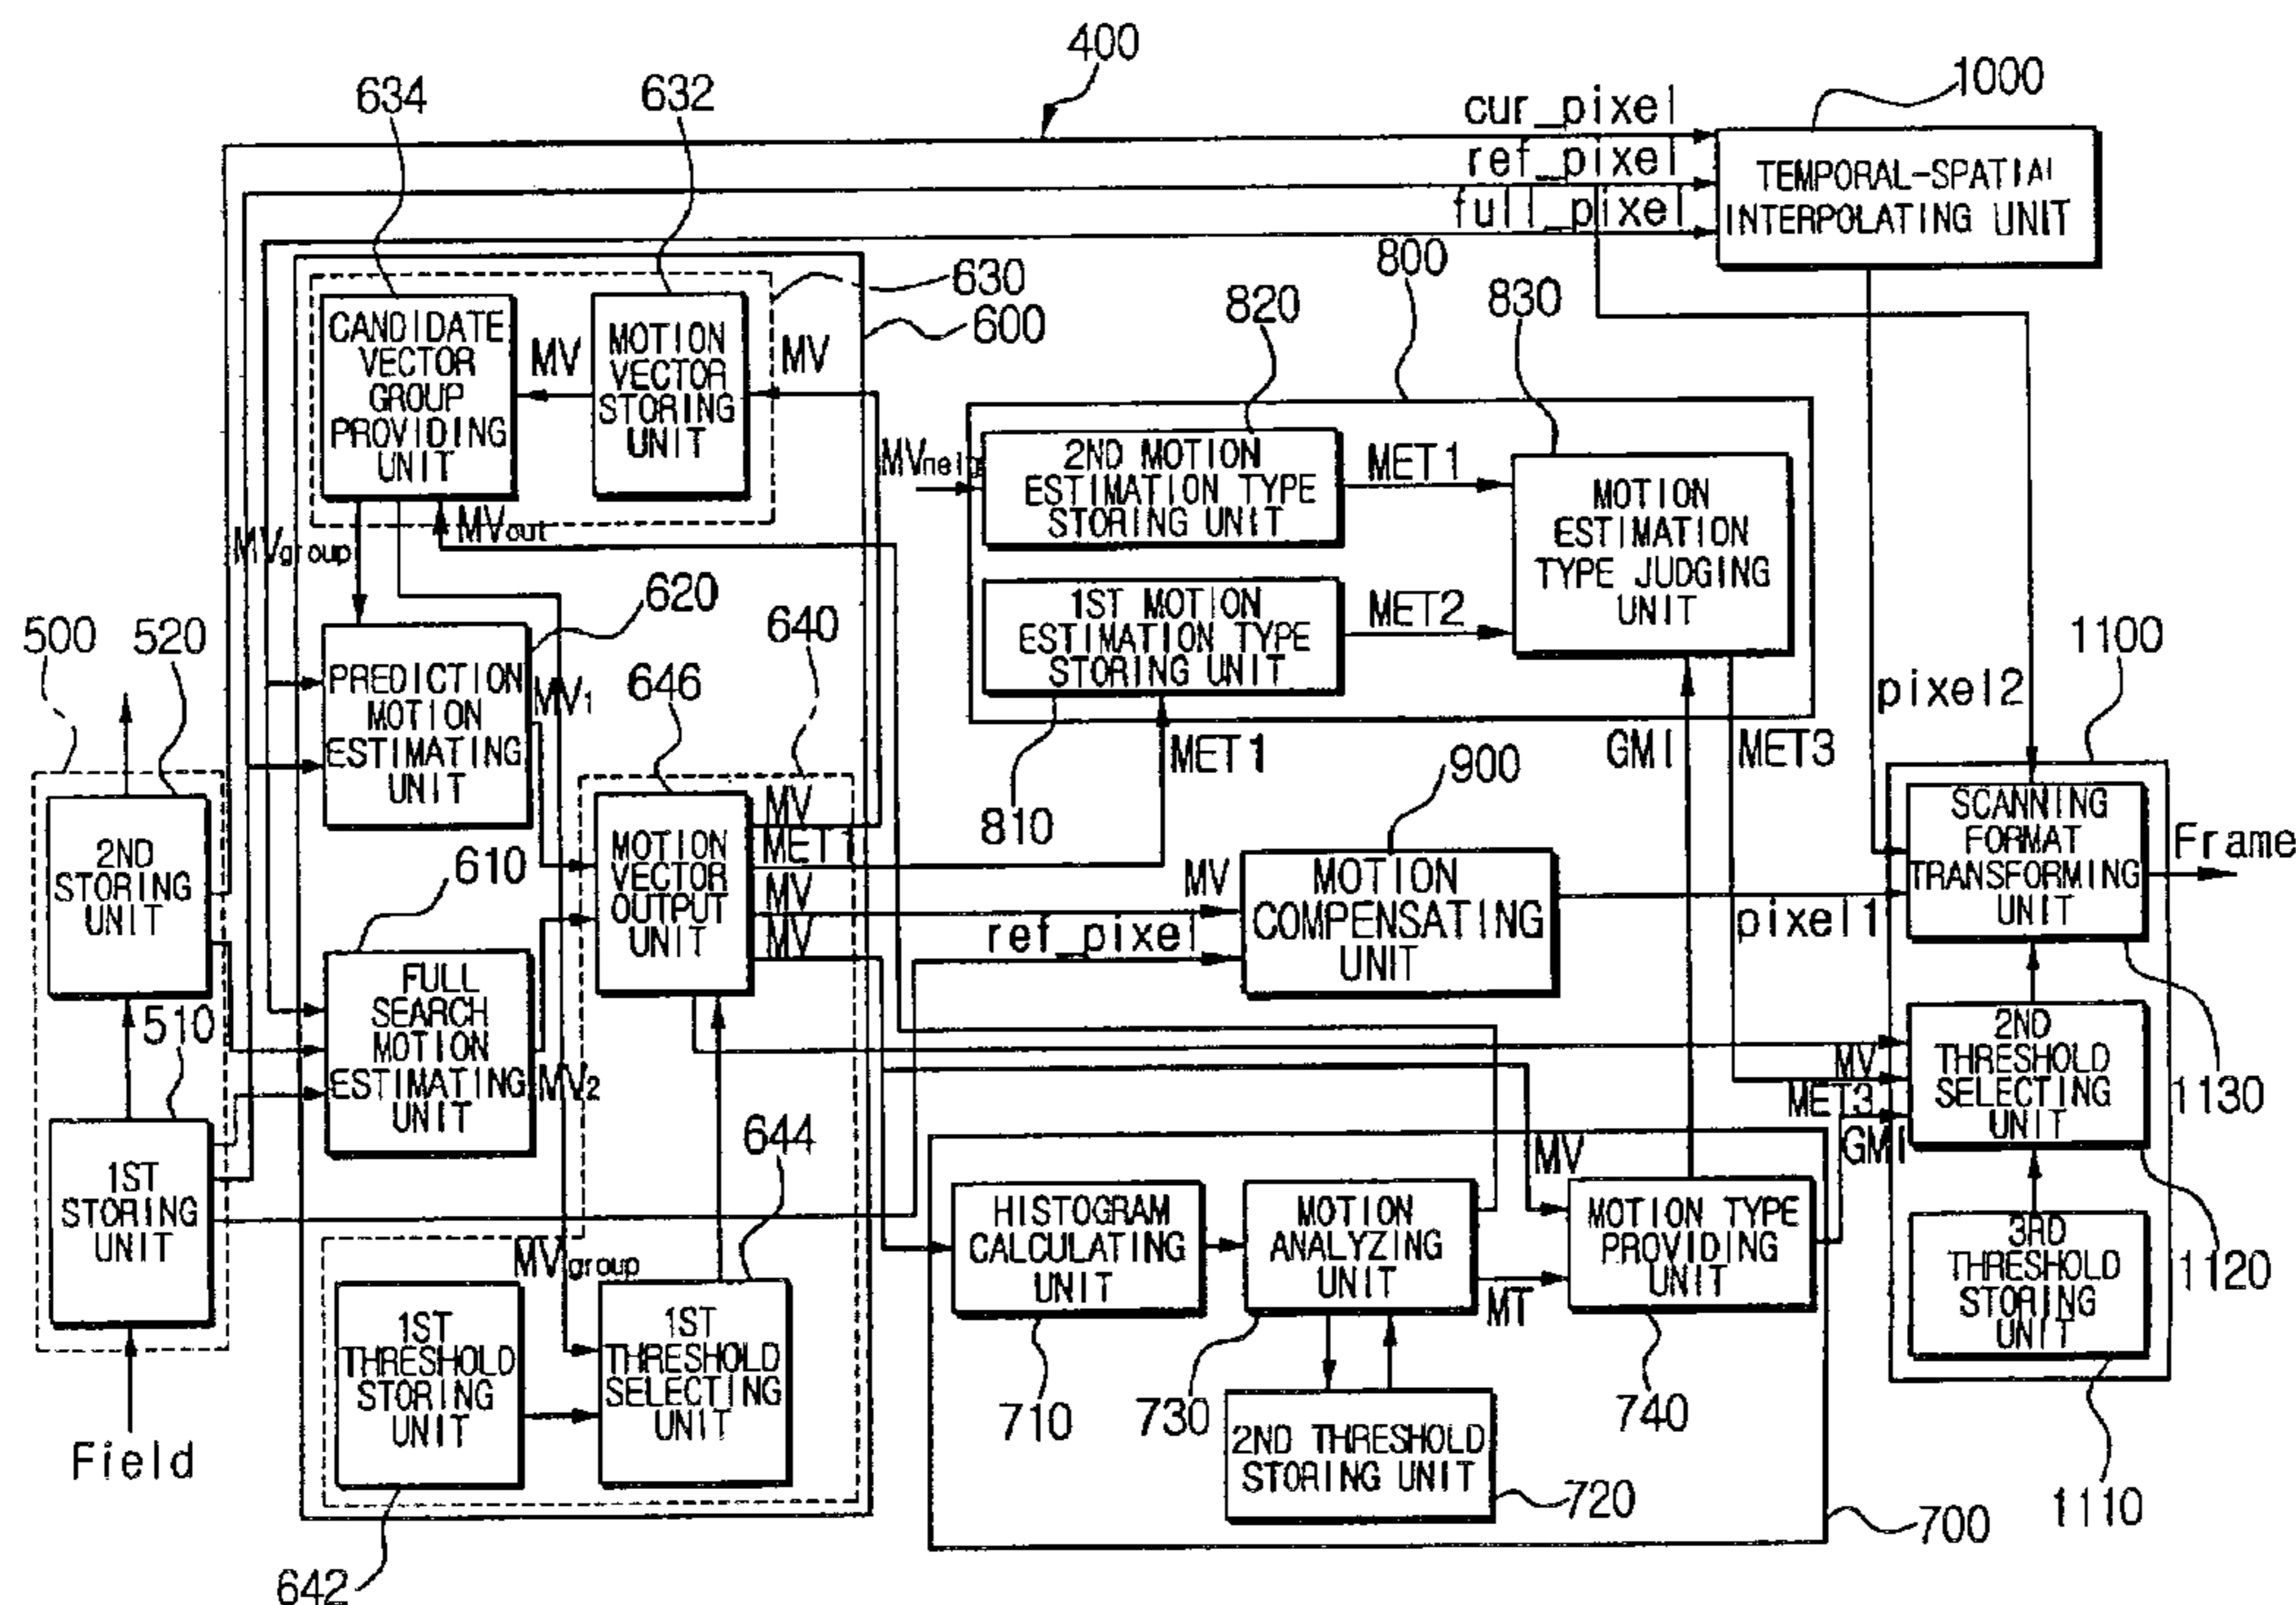 400
634
632
cur_pixel
1000
ref_pixel
full_pixel
TEMPORAL-SPATIAL
INTERPOLATING UNIT
630
600
800
820
830
CANDIDATE
VECTOR
GROUP
PROVIDING
UNIT
MV
MOTION
VECTOR
STORING
UNIT
MV
MVneig
2ND MOTION
ESTIMATION TYPE
STORING UNIT
MET1
MOTION
ESTIMATION
TYPE JUDGING
UNIT
MVgroup
MVout
1ST MOTION
ESTIMATION TYPE
STORING UNIT
MET2
500
520
620
640
1100
PREDICTION
MOTION
ESTIMATING
UNIT
MV1
646
pixel2
MET1
GMI
MET3
900
810
2ND
STORING
UNIT
610
MOTION
VECTOR
OUTPUT
UNIT
MV
MET1
MV
MV
MV
ref_pixel
MOTION
COMPENSATING
UNIT
pixel1
SCANNING
FORMAT
TRANSFORMING
UNIT
Frame
510
FULL
SEARCH
MOTION
ESTIMATING
UNIT
MV2
2ND
THRESHOLD
SELECTING
UNIT
MV
MET3
GMI
1130
1ST
STORING
UNIT
644
MV
HISTOGRAM
CALCULATING
UNIT
MOTION
ANALYZING
UNIT
MOTION TYPE
PROVIDING
UNIT
MT
1120
MVgroup
3RD
THRESHOLD
STORING
UNIT
1ST
THRESHOLD
STORING
UNIT
1ST
THRESHOLD
SELECTING
UNIT
710
730
740
2ND THRESHOLD
STORING UNIT
Field
720
700
1110
642